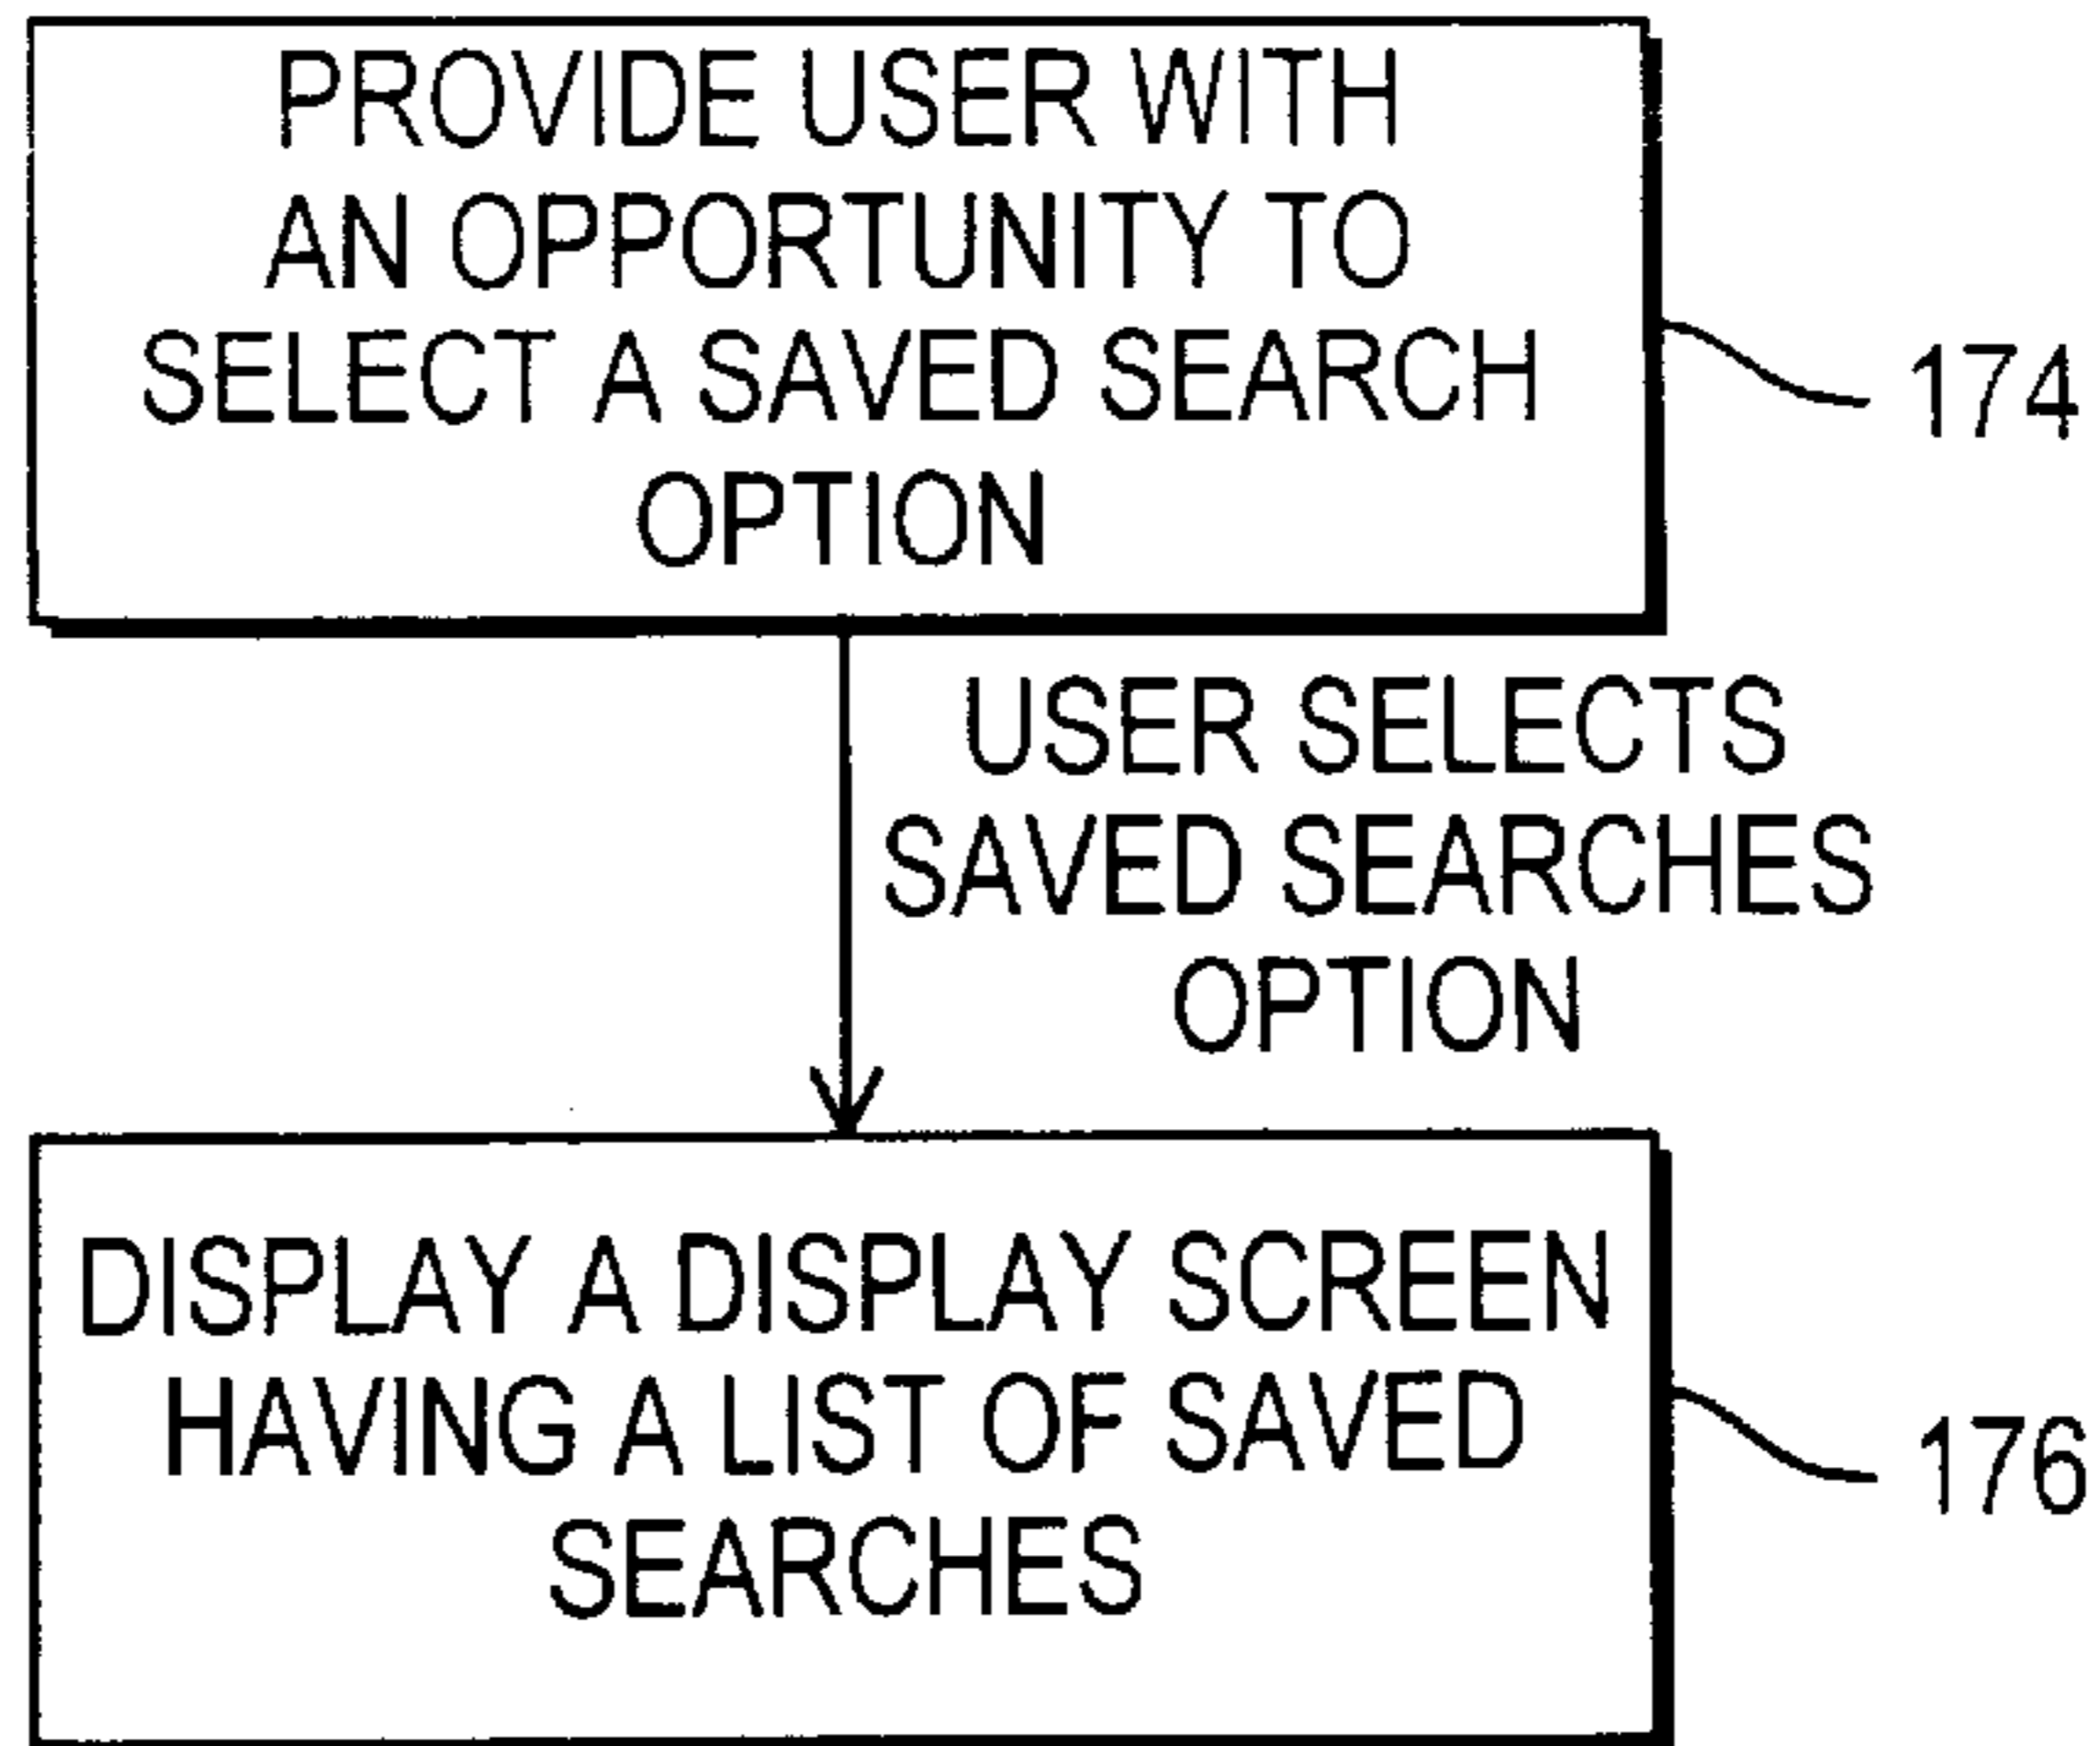 PROVIDE USER WITH
AN OPPORTUNITY TO
SELECT A SAVED SEARCH
OPTION
174
USER SELECTS
SAVED SEARCHES
OPTION
DISPLAY A DISPLAY SCREEN
HAVING A LIST OF SAVED
SEARCHES
176